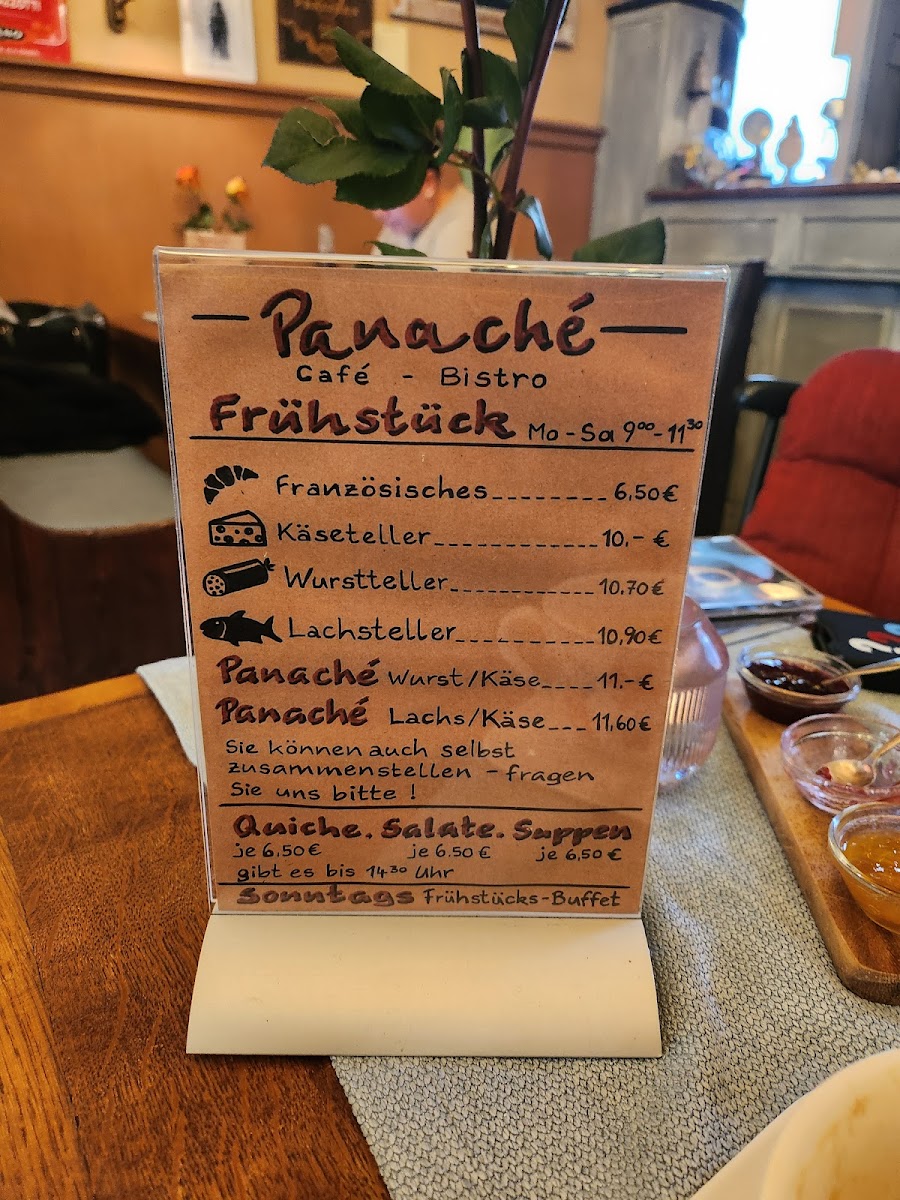 Panaché
Café - Bistro
Frühstück Mo - Sa 9⁰⁰ - 11³⁰
Französisches 6,50 €
Käseteller 10.- €
Wurstteller 10.70 €
Lachsteller 10,90 €
Panaché Wurst/Käse 11.- €
Panaché Lachs/Käse 11,60 €
Sie können auch selbst
zusammenstellen - fragen
Sie uns bitte !
Quiche. Salate. Suppen
je 6,50 € je 6.50 € je 6,50 €
gibt es bis 14³⁰ Uhr
Sonntags Frühstücks-Buffet